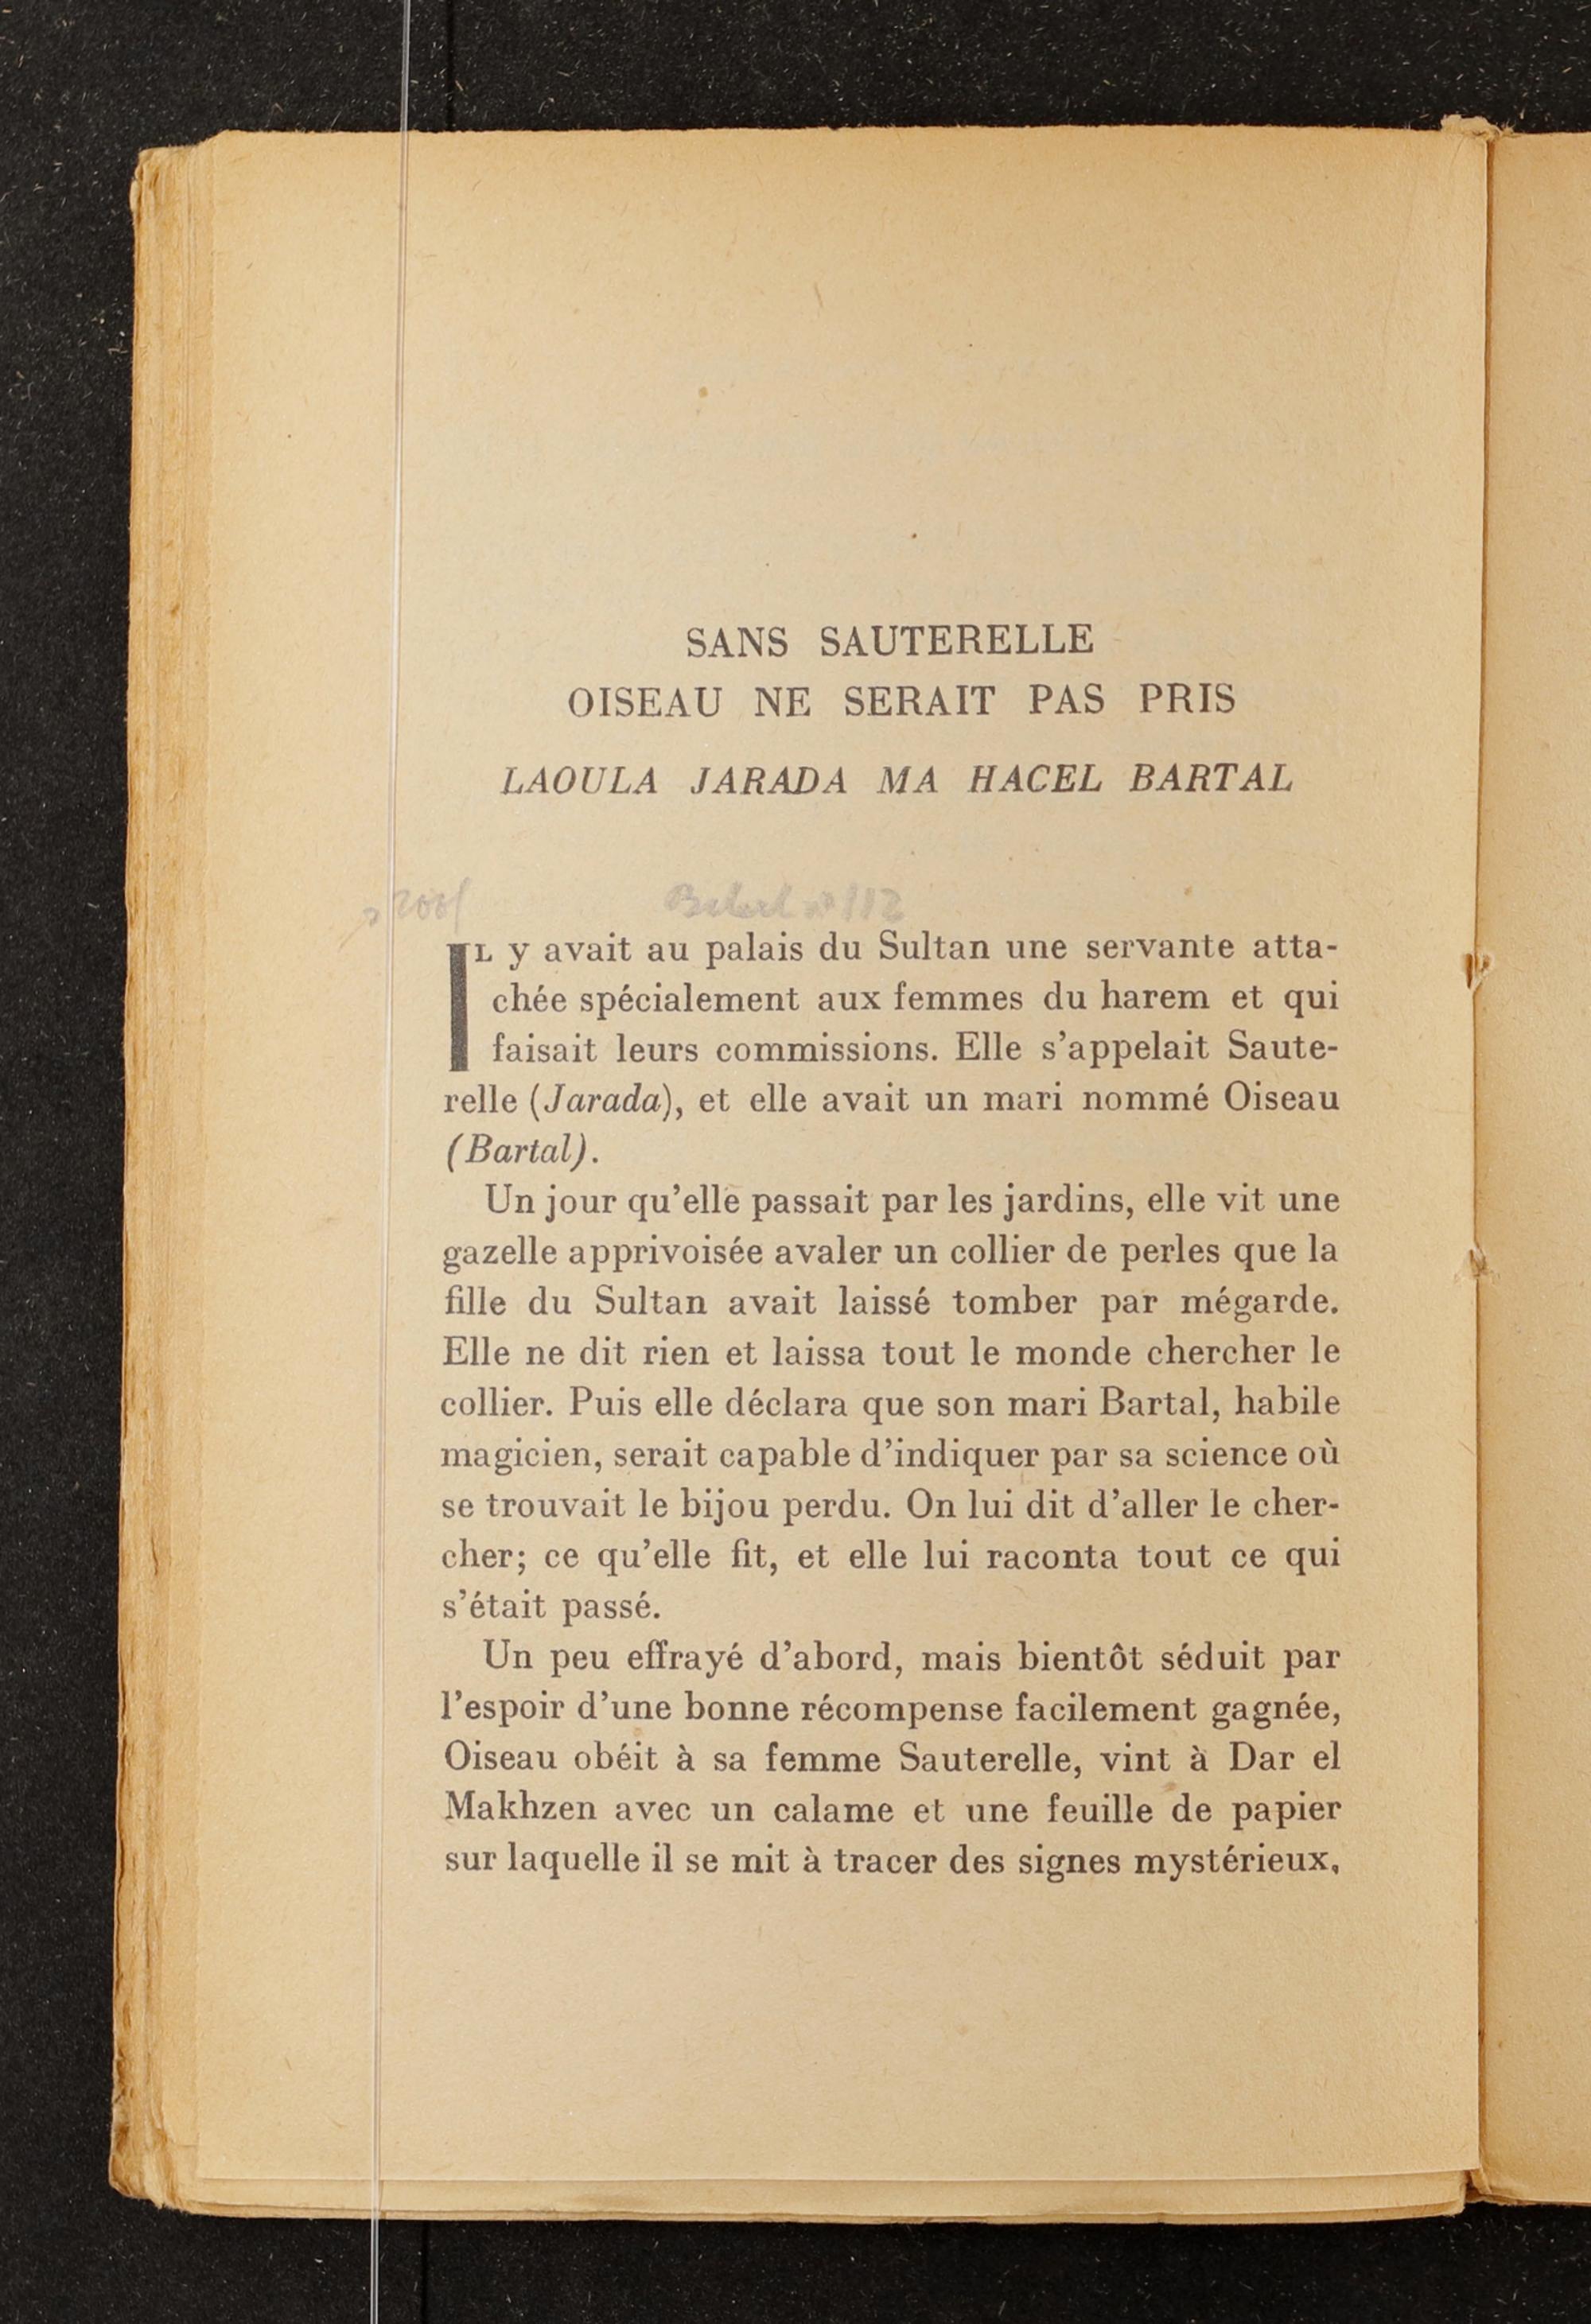 SANS SAUTERELLE
OISEAU NE SERAIT PAS PRIS
LAOULA JARADA MA HACEL BARTAL
n° 112
IL y avait au palais du Sultan une servante atta-
chée spécialement aux femmes du harem et qui
faisait leurs commissions. Elle s'appelait Saute-
relle (Jarada), et elle avait un mari nommé Oiseau
(Bartal).
Un jour qu'elle passait par les jardins, elle vit une
gazelle apprivoisée avaler un collier de perles que la
fille du Sultan avait laissé tomber par mégarde.
Elle ne dit rien et laissa tout le monde chercher le
collier. Puis elle déclara que son mari Bartal, habile
magicien, serait capable d'indiquer par sa science où
se trouvait le bijou perdu. On lui dit d'aller le cher-
cher; ce qu'elle fit, et elle lui raconta tout ce qui
s'était passé.
Un peu effrayé d'abord, mais bientôt séduit par
l'espoir d'une bonne récompense facilement gagnée,
Oiseau obéit à sa femme Sauterelle, vint à Dar el
Makhzen avec un calame et une feuille de papier
sur laquelle il se mit à tracer des signes mystérieux,